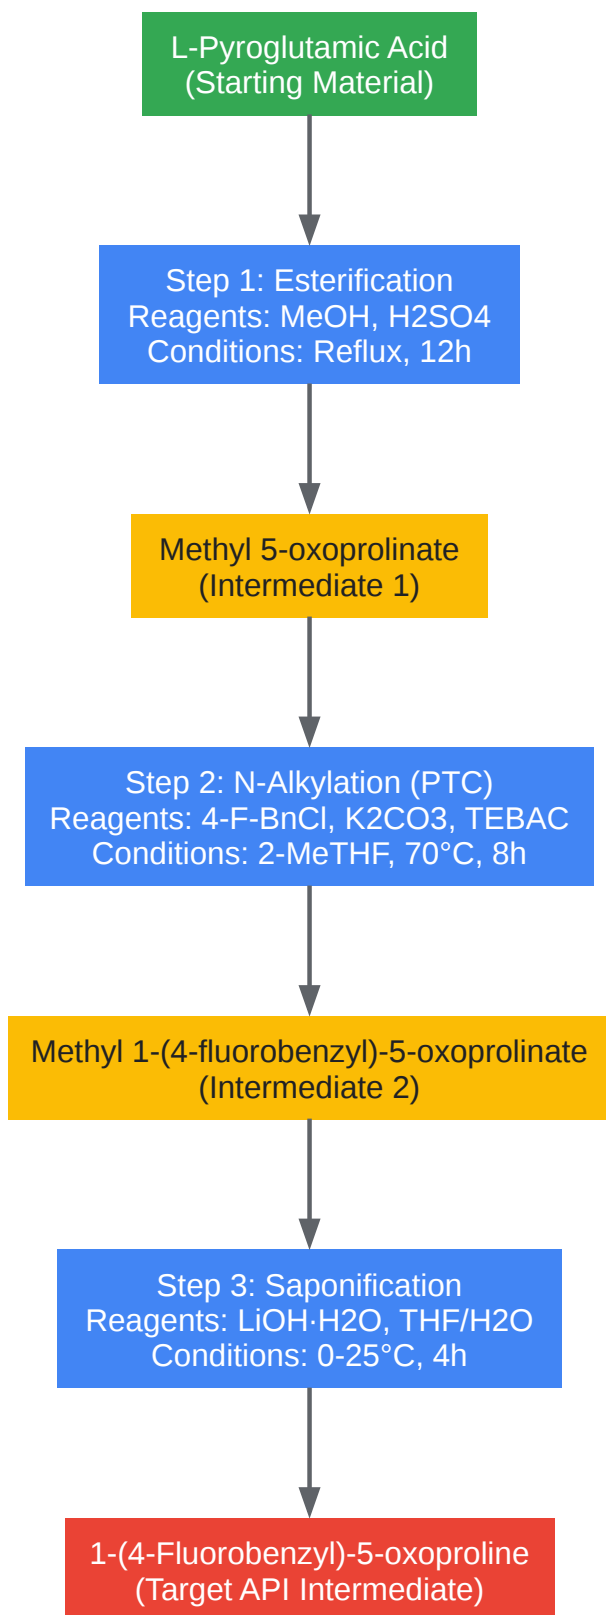 L-Pyroglutamic Acid
(Starting Material)
Step 1: Esterification
Reagents: MeOH, H2SO4
Conditions: Reflux, 12h
Methyl 5-oxoprolinate
(Intermediate 1)
Step 2: N-Alkylation (PTC)
Reagents: 4-F-BnCl, K2CO3, TEBAC
Conditions: 2-MeTHF, 70°C, 8h
Methyl 1-(4-fluorobenzyl)-5-oxoprolinate
(Intermediate 2)
Step 3: Saponification
Reagents: LiOH·H2O, THF/H2O
Conditions: 0-25°C, 4h
1-(4-Fluorobenzyl)-5-oxoproline
(Target API Intermediate)